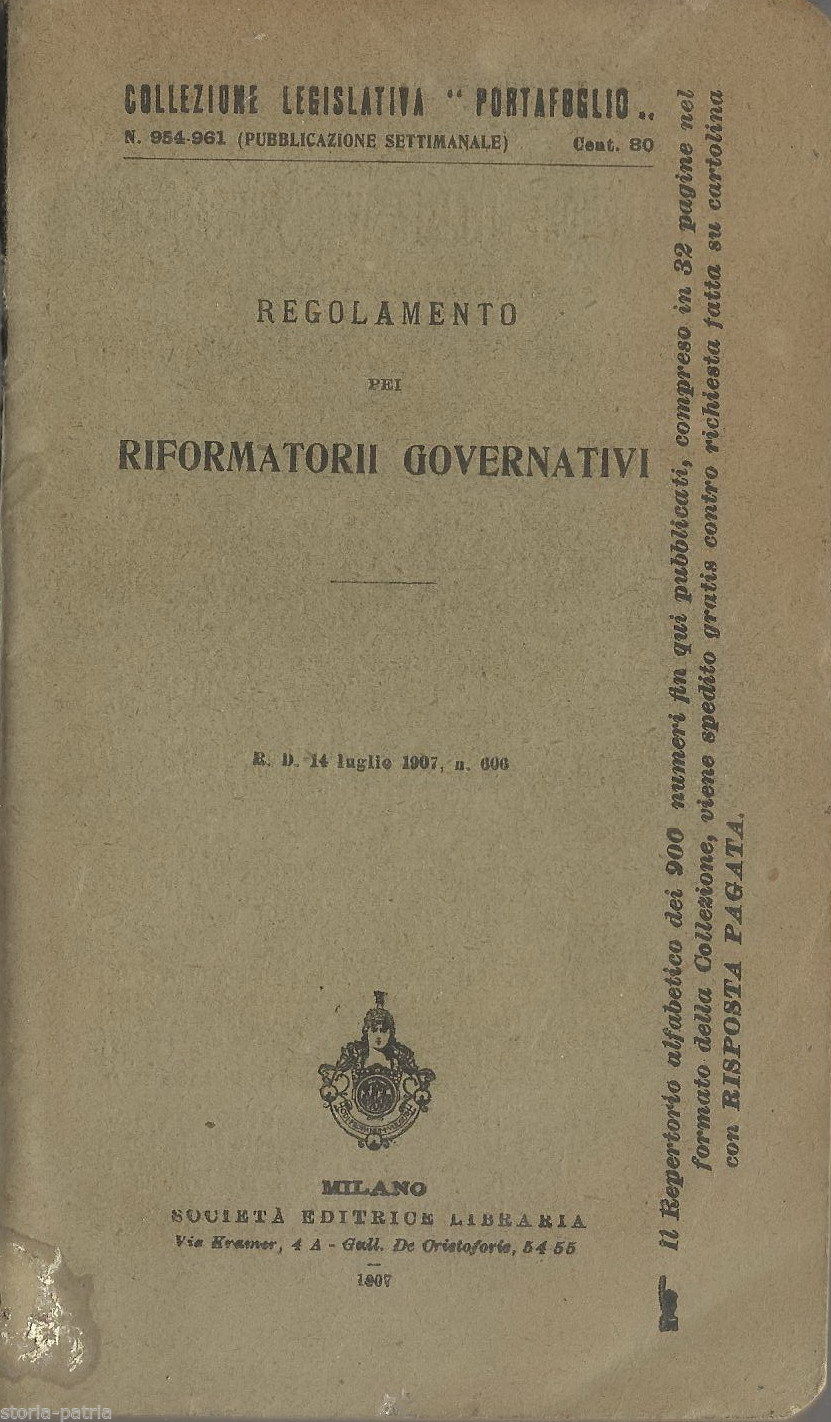 COLLEZIONE LEGISLATIVA “ PORTAFOGLIO „
N. 954-961 (PUBBLICAZIONE SETTIMANALE) Cent. 80
REGOLAMENTO
PEI
RIFORMATORII GOVERNATIVI
R. D. 14 luglio 1907, n. 606
MILANO
SOCIETÀ EDITRICE LIBRARIA
Via Kramer, 4 A - Gall. De Cristoforis, 54-55
1907
Il Repertorio alfabetico dei 900 numeri fin qui pubblicati, compreso in 32 pagine nel
formato della Collezione, viene spedito gratis contro richiesta fatta su cartolina
con RISPOSTA PAGATA.
storia-patria